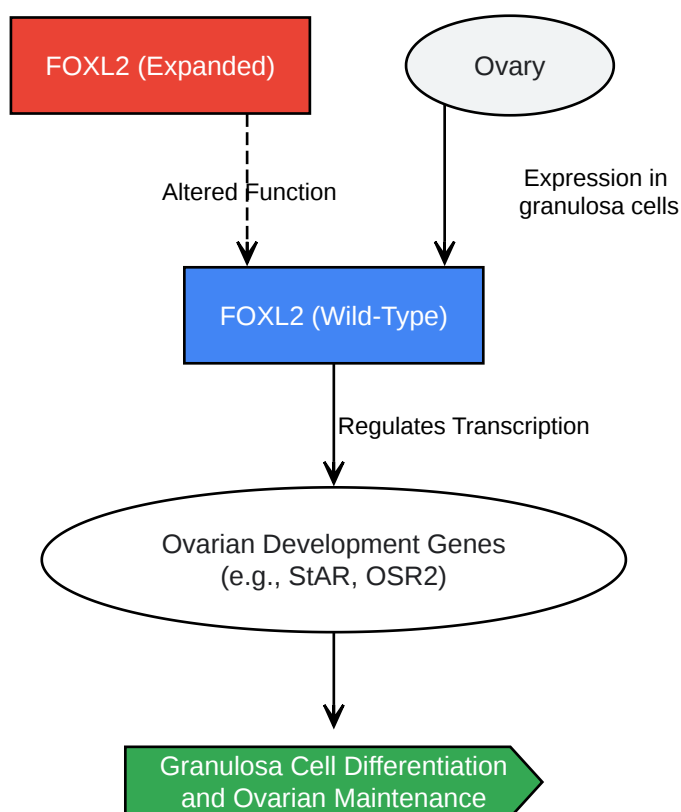 FOXL2 (Expanded)
Ovary
Altered Function
Expression in
granulosa cells
FOXL2 (Wild-Type)
Regulates Transcription
Ovarian Development Genes
(e.g., StAR, OSR2)
Granulosa Cell Differentiation
and Ovarian Maintenance